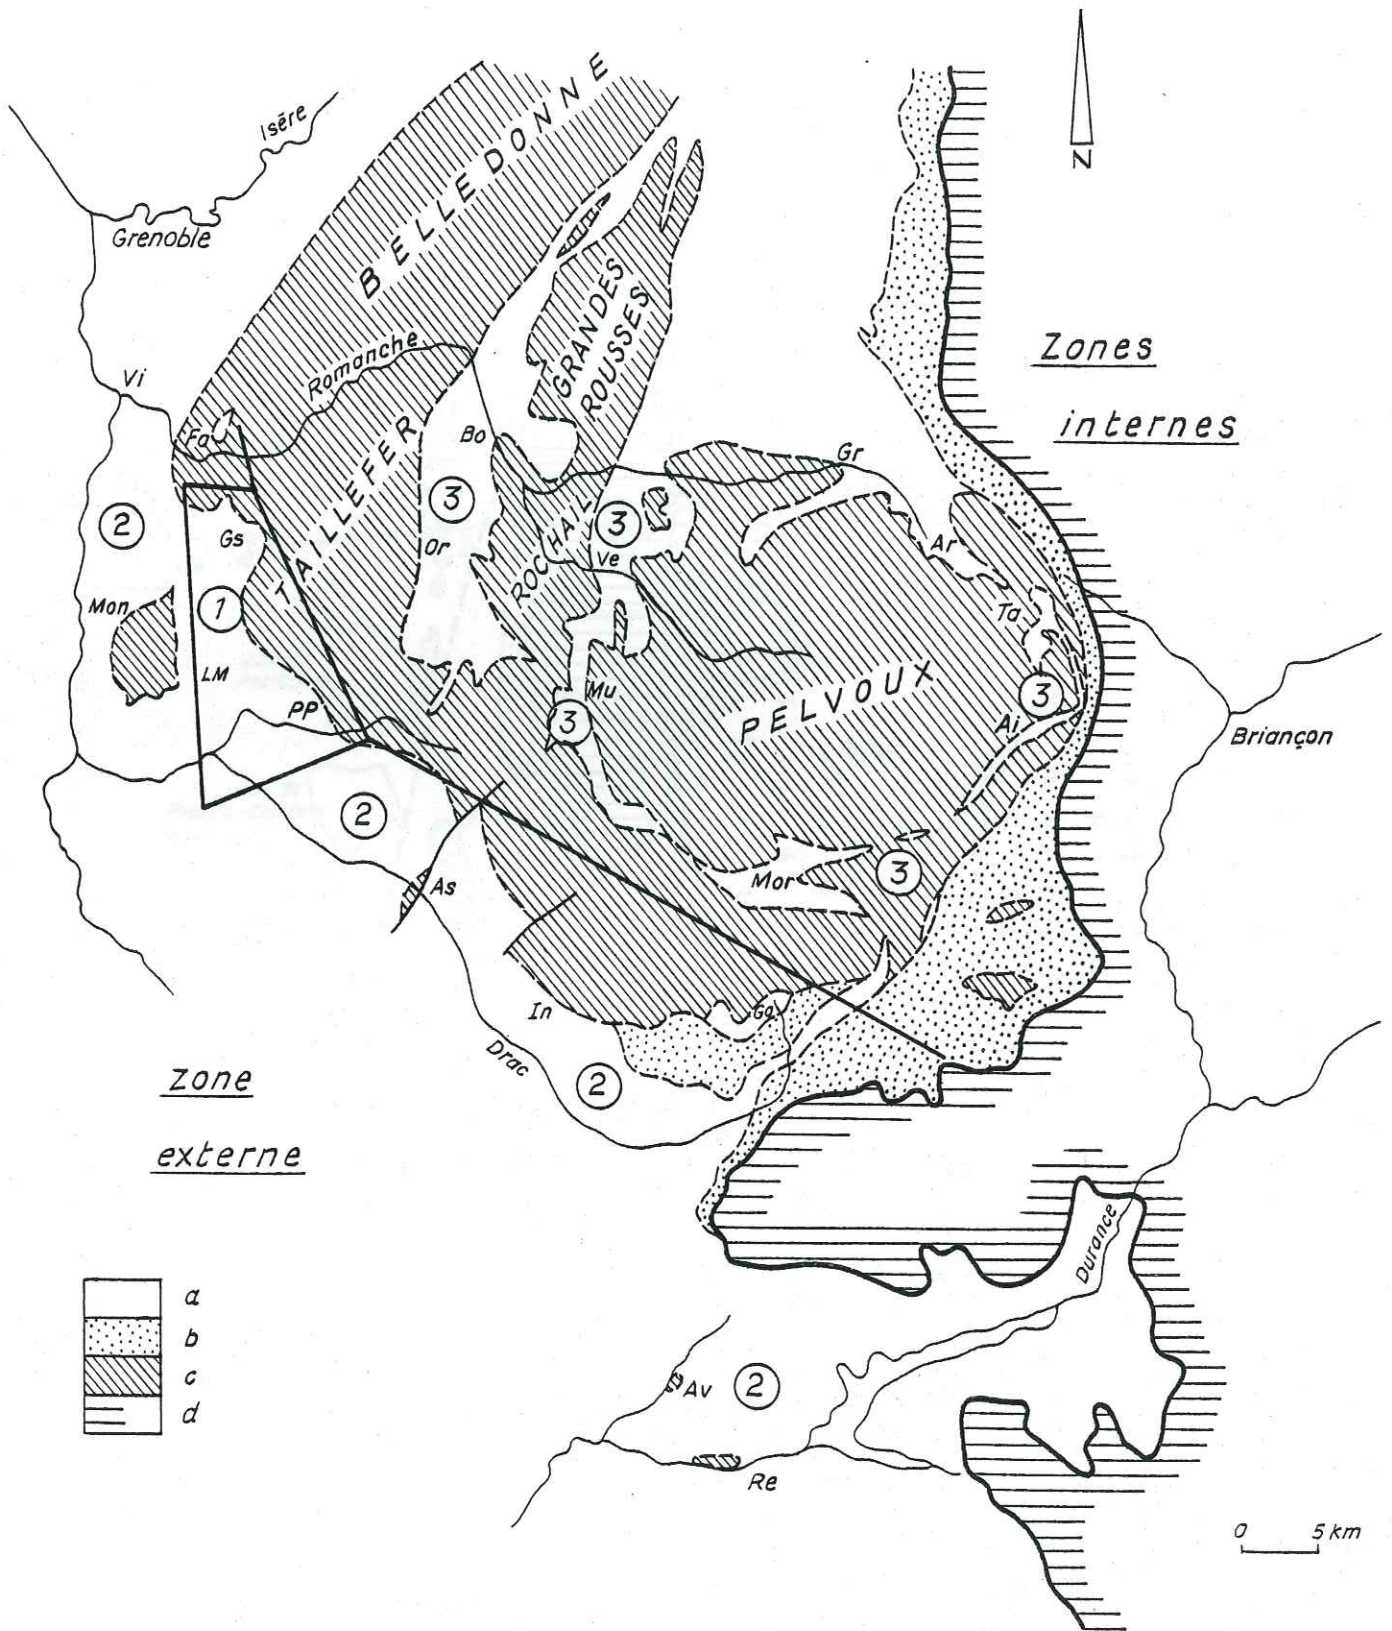 BELLEDONNE
Isère
Grenoble
N
GRANDES
ROUSSES
Romanche
Zones
internes
Vi
Fa
TAILLEFER
Bo
Gr
3
2
Gs
Or
ROCHAIL
3
Ve
Ar
Mon
1
Ta
LM
PP
Mu
3
PELVOUX
3
Ai
Briançon
2
As
Mor
3
In
Ga
Drac
2
zone
externe
Durance
a
b
c
d
Av
2
Re
0 5 km